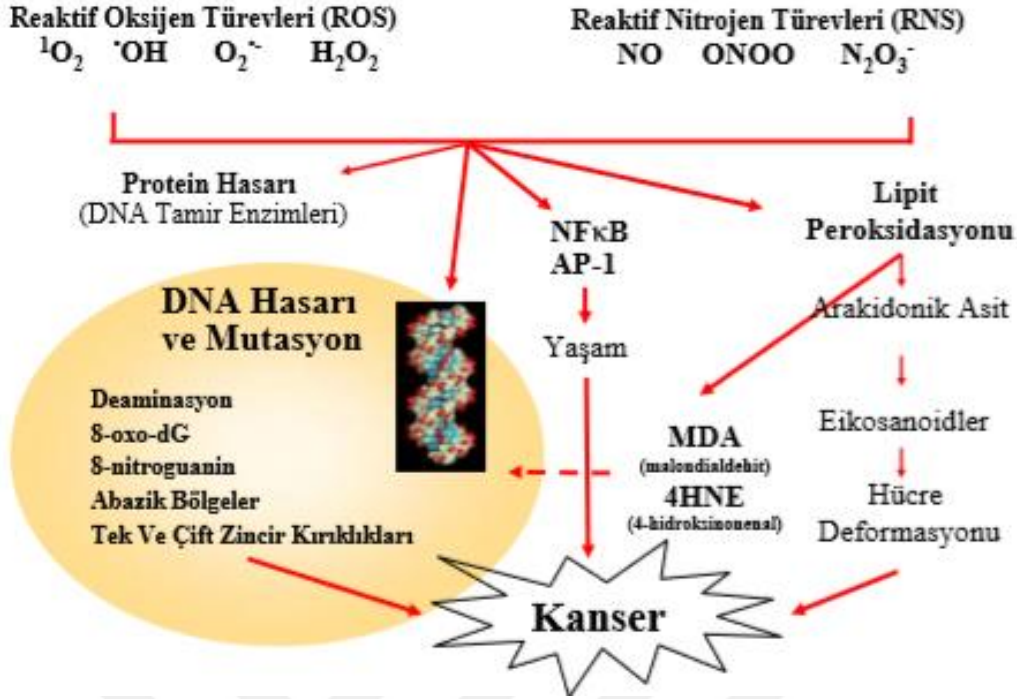 Reaktif Oksijen Türevleri (ROS)
¹O₂ ˙OH O₂˙⁻ H₂O₂
Reaktif Nitrojen Türevleri (RNS)
NO ONOO N₂O₃⁻
Protein Hasarı
(DNA Tamir Enzimleri)
NFκB
AP-1
Yaşam
Lipit
Peroksidasyonu
Arakidonik Asit
Eikosanoidler
Hücre
Deformasyonu
DNA Hasarı
ve Mutasyon
Deaminasyon
8-oxo-dG
8-nitroguanin
Abazik Bölgeler
Tek Ve Çift Zincir Kırıklıkları
MDA
(malondialdehit)
4HNE
(4-hidroksinonenal)
Kanser